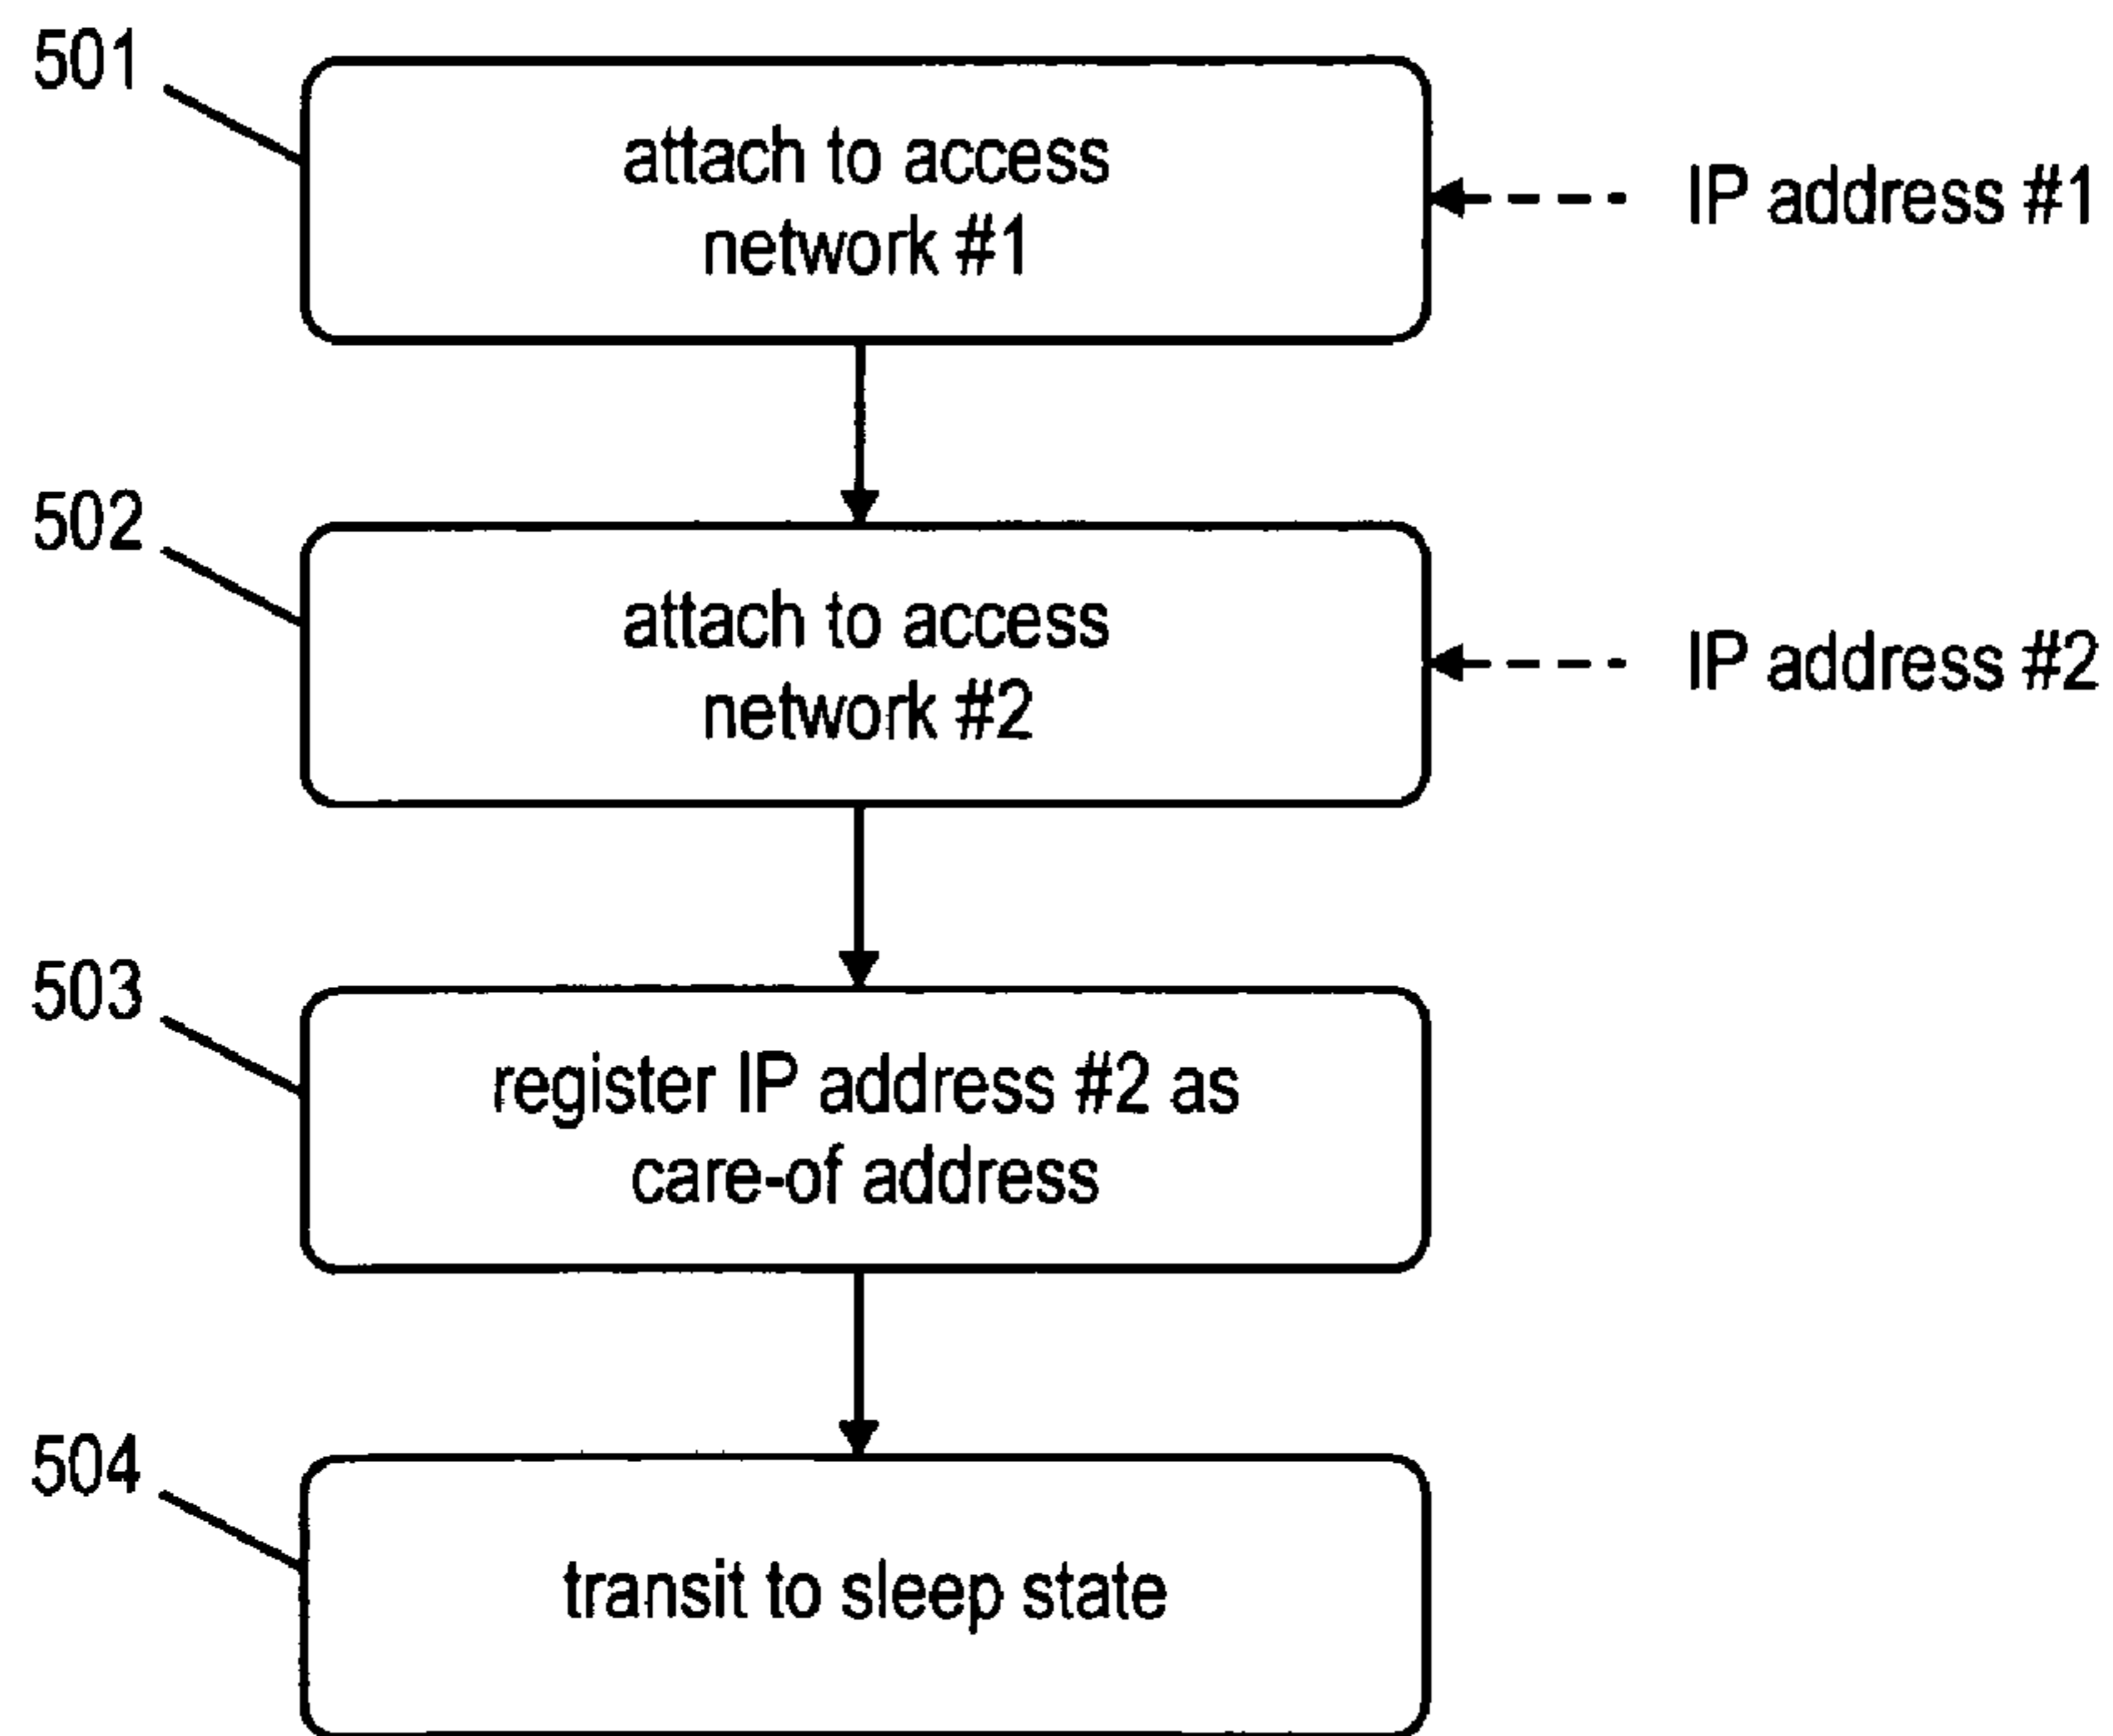 501
attach to access
network #1
IP address #1
502
attach to access
network #2
IP address #2
503
register IP address #2 as
care-of address
504
transit to sleep state